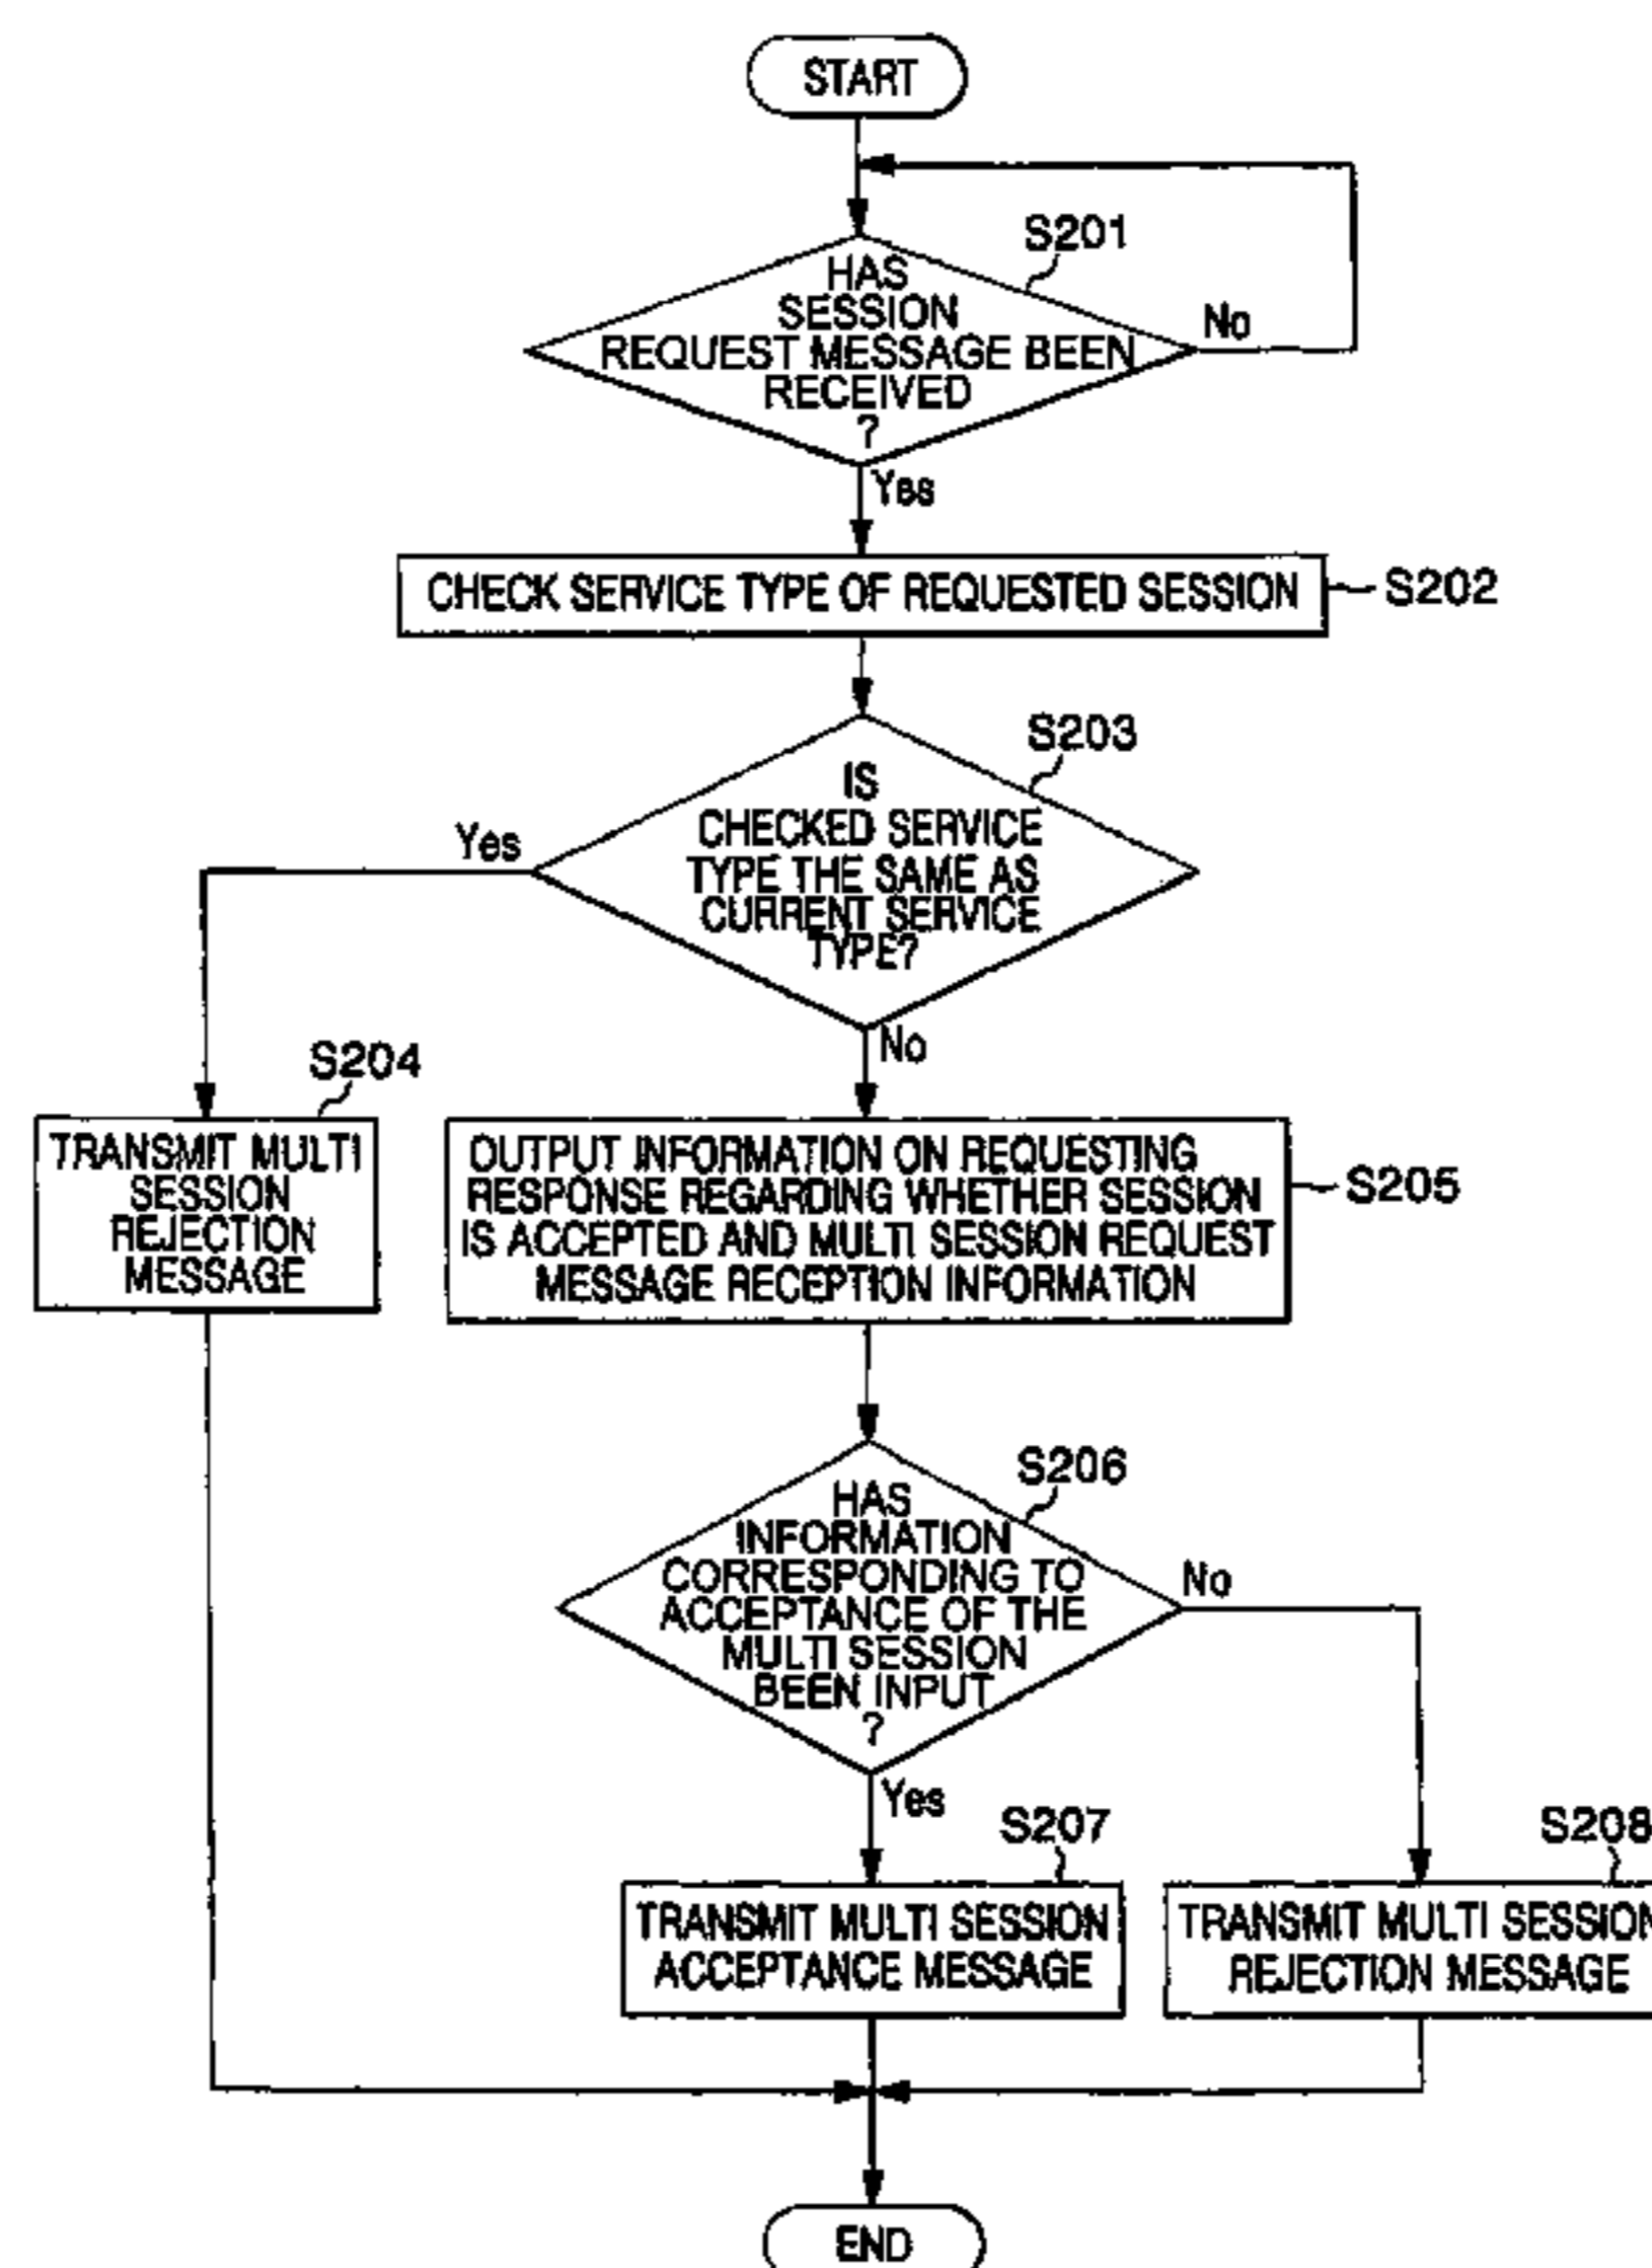 START
S201
HAS
SESSION
REQUEST MESSAGE BEEN
RECEIVED
?
No
Yes
CHECK SERVICE TYPE OF REQUESTED SESSION
S202
S203
IS
CHECKED SERVICE
TYPE THE SAME AS
CURRENT SERVICE
TYPE?
Yes
No
S204
TRANSMIT MULTI
SESSION
REJECTION
MESSAGE
OUTPUT INFORMATION ON REQUESTING
RESPONSE REGARDING WHETHER SESSION
IS ACCEPTED AND MULTI SESSION REQUEST
MESSAGE RECEPTION INFORMATION
S205
S206
HAS
INFORMATION
CORRESPONDING TO
ACCEPTANCE OF THE
MULTI SESSION
BEEN INPUT
?
No
Yes
S207
TRANSMIT MULTI SESSION
ACCEPTANCE MESSAGE
S208
TRANSMIT MULTI SESSION
REJECTION MESSAGE
END